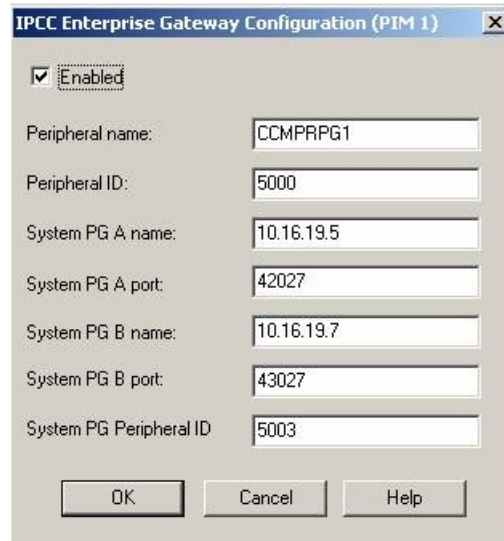 IPCC Enterprise Gateway Configuration (PIM 1)
Enabled
Peripheral name: CCMPRPG1
Peripheral ID: 5000
System PG A name: 10.16.19.5
System PG A port: 42027
System PG B name: 10.16.19.7
System PG B port: 43027
System PG Peripheral ID 5003
OK Cancel Help